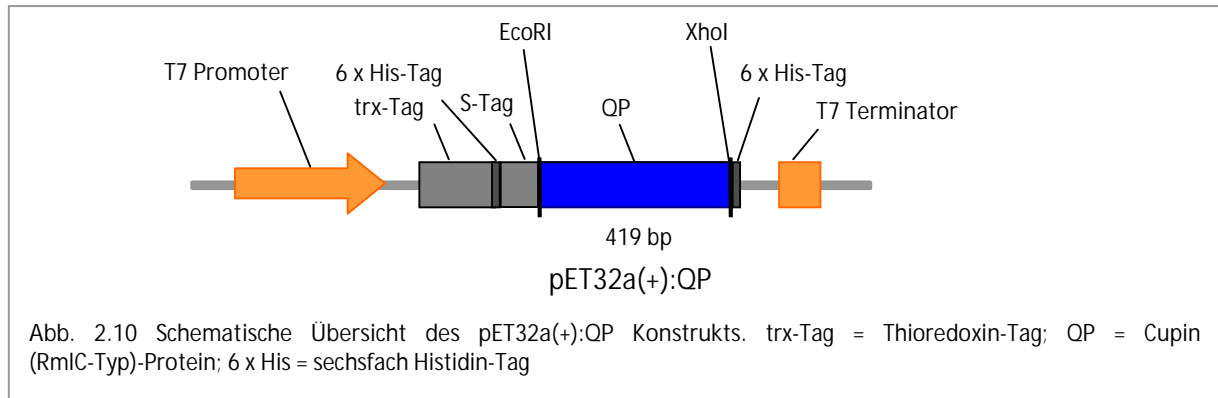 EcoRI
XhoI
T7 Promoter
6 x His-Tag
6 x His-Tag
trx-Tag
S-Tag
QP
T7 Terminator
419 bp
pET32a(+):QP
Abb. 2.10 Schematische Übersicht des pET32a(+):QP Konstrukts. trx-Tag = Thioredoxin-Tag; QP = Cupin
(RmlC-Typ)-Protein; 6 x His = sechsfach Histidin-Tag